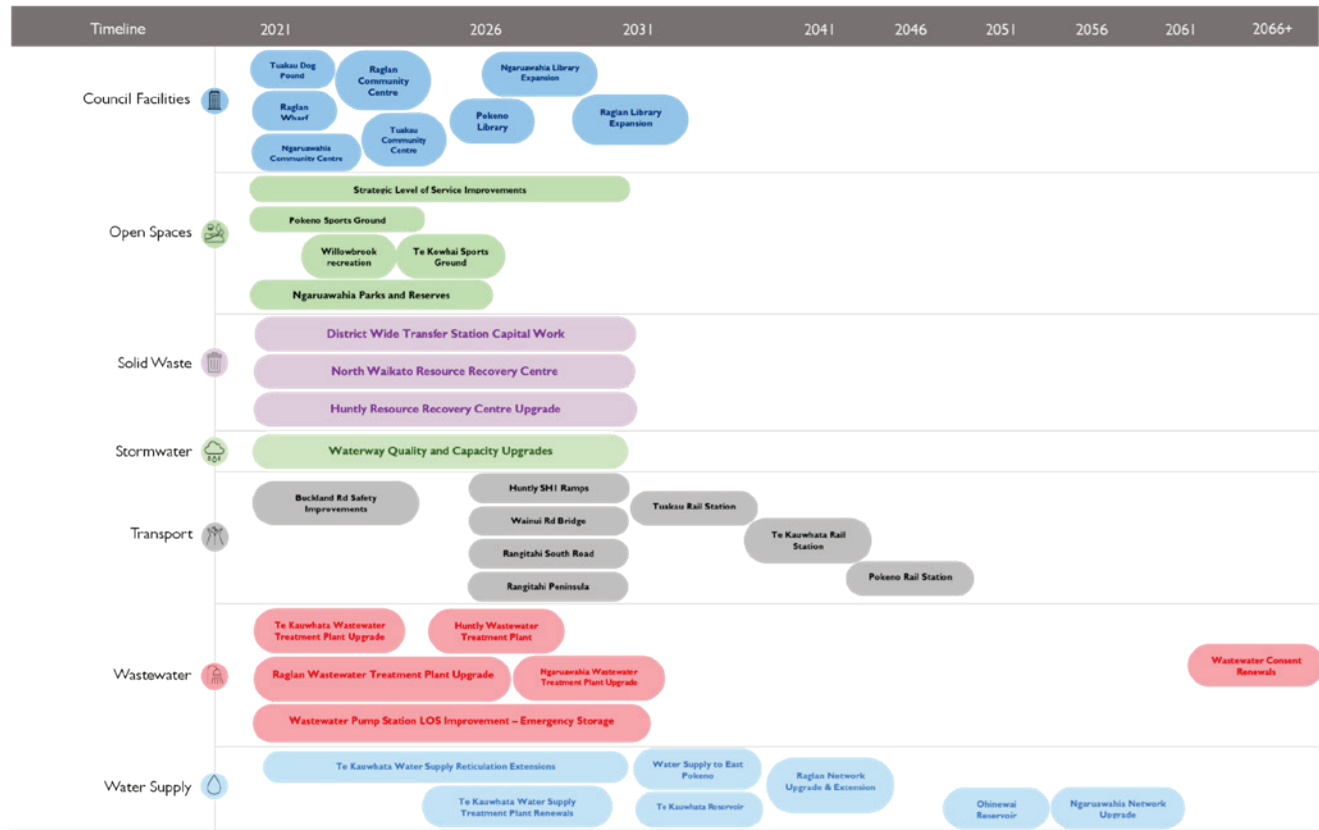 Timeline 2021 2026 2031 2041 2046 2051 2056 2061 2066+
Council Facilities
Tuakau Dog
Pound
Raglan
Community
Centre
Ngaruawahia Library
Expansion
Raglan
Wharf
Tuakau
Community
Centre
Pokeno
Library
Raglan Library
Expansion
Ngaruawahia
Community Centre
Open Spaces
Strategic Level of Service Improvements
Pokeno Sports Ground
Willowbrook
recreation
Te Kowhai Sports
Ground
Ngaruawahia Parks and Reserves
Solid Waste
District Wide Transfer Station Capital Work
North Waikato Resource Recovery Centre
Huntly Resource Recovery Centre Upgrade
Stormwater
Waterway Quality and Capacity Upgrades
Transport
Buckland Rd Safety
Improvements
Huntly SH1 Ramps
Wainui Rd Bridge
Rangitahi South Road
Rangitahi Peninsula
Tuakau Rail Station
Te Kauwhata Rail
Station
Pokeno Rail Station
Wastewater
Te Kauwhata Wastewater
Treatment Plant Upgrade
Huntly Wastewater
Treatment Plant
Raglan Wastewater Treatment Plant Upgrade
Ngaruawahia Wastewater
Treatment Plant Upgrade
Wastewater Consent
Renewals
Wastewater Pump Station LOS Improvement – Emergency Storage
Water Supply
Te Kauwhata Water Supply Reticulation Extensions
Water Supply to East
Pokeno
Raglan Network
Upgrade & Extension
Te Kauwhata Water Supply
Treatment Plant Renewals
Te Kauwhata Reservoir
Ohinewai
Reservoir
Ngaruawahia Network
Upgrade